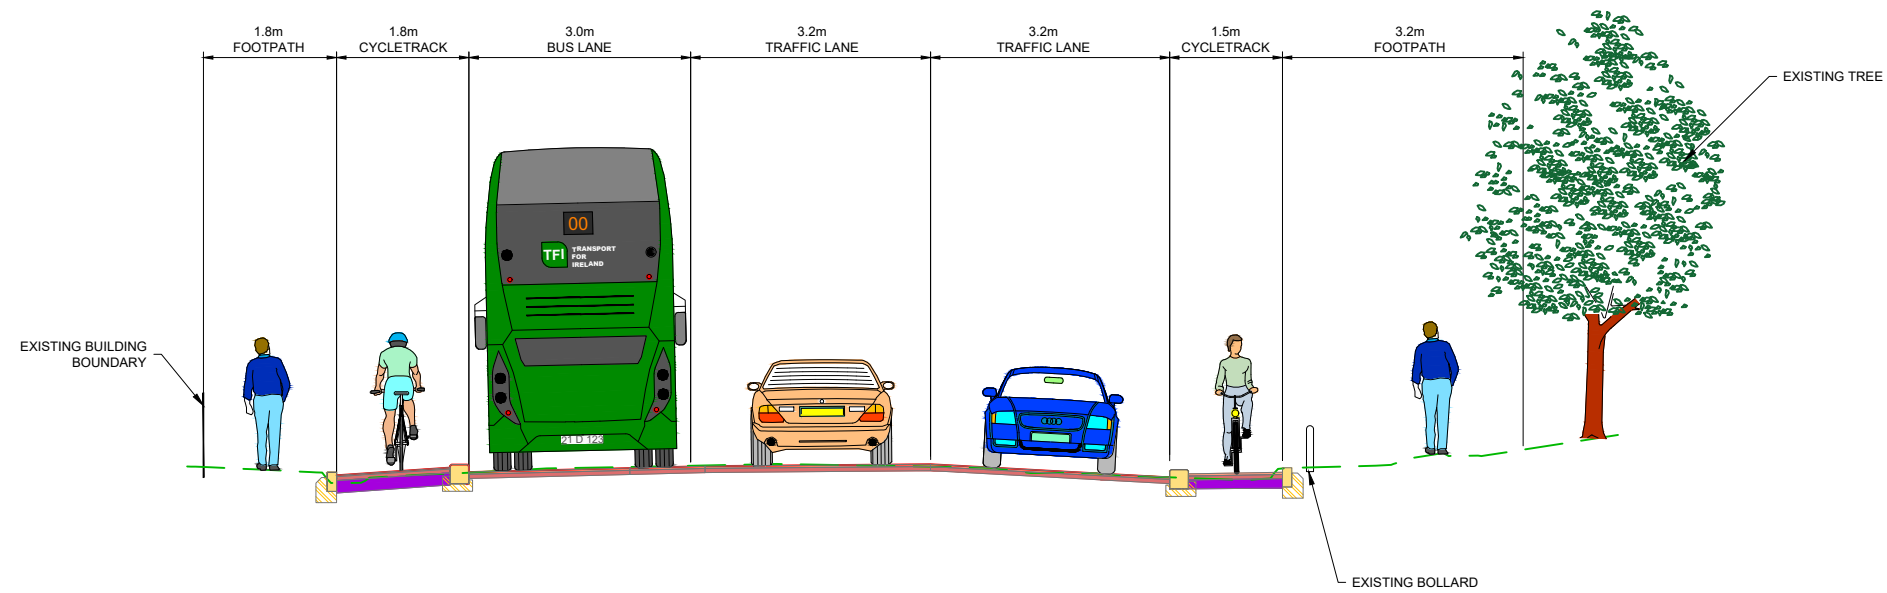 1.8m
FOOTPATH
1.8m
CYCLETRACK
3.0m
BUS LANE
3.2m
TRAFFIC LANE
3.2m
TRAFFIC LANE
1.5m
CYCLETRACK
3.2m
FOOTPATH
EXISTING TREE
00
TFI
TRANSPORT
FOR
IRELAND
EXISTING BUILDING
BOUNDARY
21 D 123
EXISTING BOLLARD